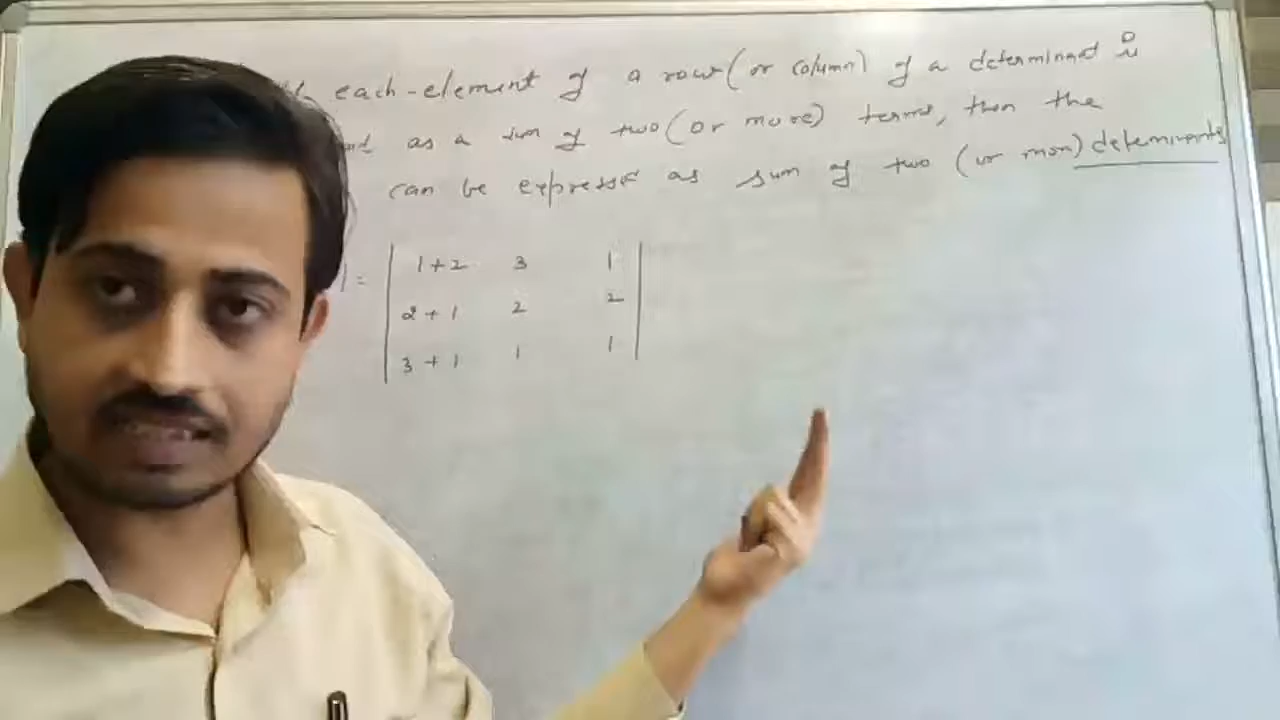 each-element of a row (or column) of a determinant is
as a sum of two (or more) terms, then the
can be express as sum of two (or more) determinants
| = | 1+2 3 1 |
2+1 2 2
3+1 1 1